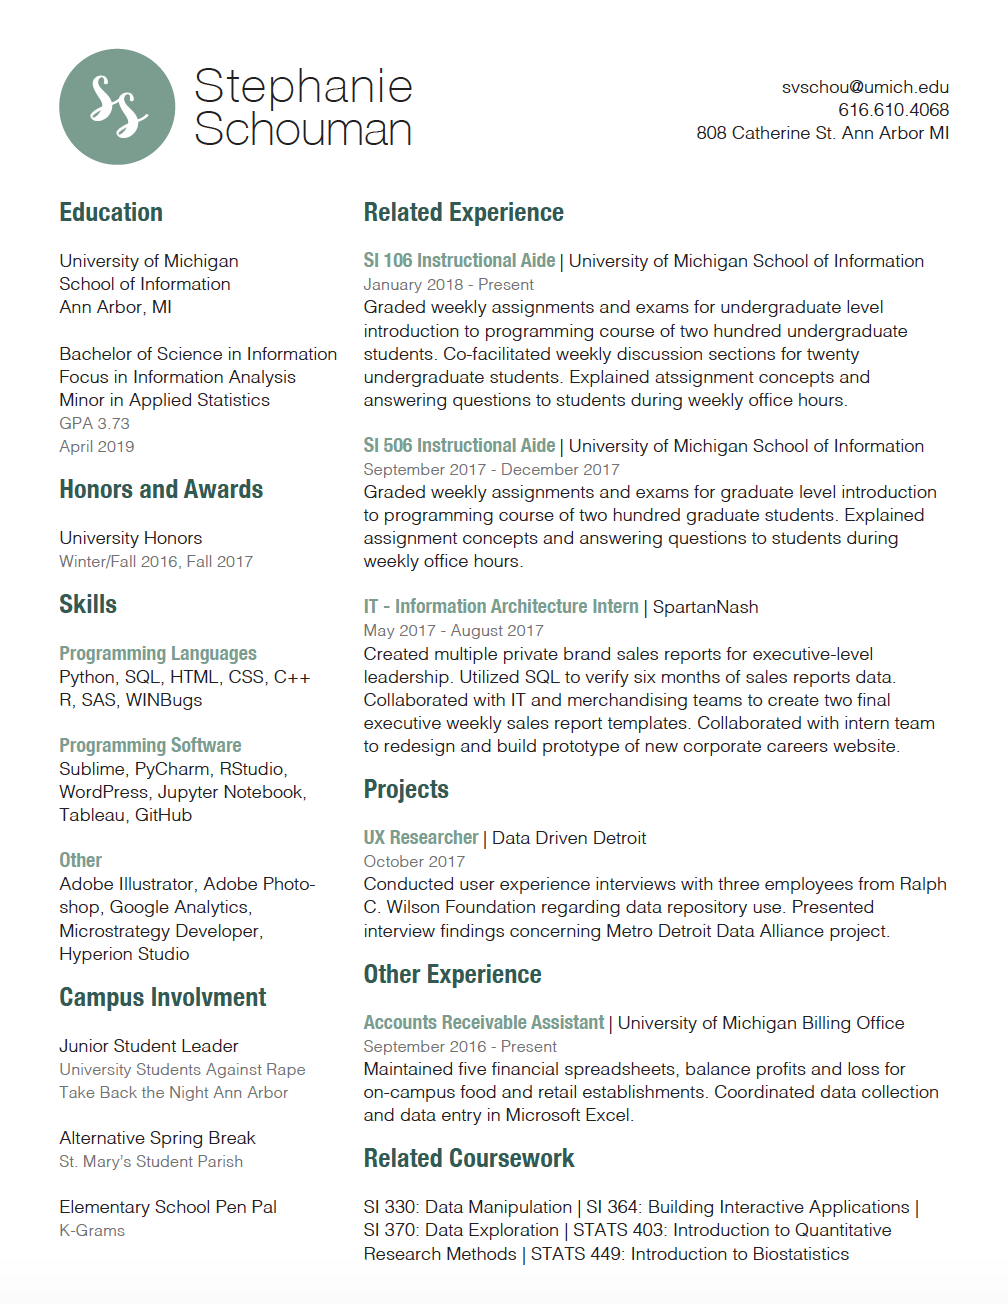 SS
Stephanie
Schouman
svschou@umich.edu
616.610.4068
808 Catherine St. Ann Arbor MI
Education
University of Michigan
School of Information
Ann Arbor, MI
Bachelor of Science in Information
Focus in Information Analysis
Minor in Applied Statistics
GPA 3.73
April 2019
Honors and Awards
University Honors
Winter/Fall 2016, Fall 2017
Skills
Programming Languages
Python, SQL, HTML, CSS, C++
R, SAS, WINBugs
Programming Software
Sublime, PyCharm, RStudio,
WordPress, Jupyter Notebook,
Tableau, GitHub
Other
Adobe Illustrator, Adobe Photo-
shop, Google Analytics,
Microstrategy Developer,
Hyperion Studio
Campus Involvment
Junior Student Leader
University Students Against Rape
Take Back the Night Ann Arbor
Alternative Spring Break
St. Mary's Student Parish
Elementary School Pen Pal
K-Grams
Related Experience
SI 106 Instructional Aide | University of Michigan School of Information
January 2018 - Present
Graded weekly assignments and exams for undergraduate level
introduction to programming course of two hundred undergraduate
students. Co-facilitated weekly discussion sections for twenty
undergraduate students. Explained atssignment concepts and
answering questions to students during weekly office hours.
SI 506 Instructional Aide | University of Michigan School of Information
September 2017 - December 2017
Graded weekly assignments and exams for graduate level introduction
to programming course of two hundred graduate students. Explained
assignment concepts and answering questions to students during
weekly office hours.
IT - Information Architecture Intern | SpartanNash
May 2017 - August 2017
Created multiple private brand sales reports for executive-level
leadership. Utilized SQL to verify six months of sales reports data.
Collaborated with IT and merchandising teams to create two final
executive weekly sales report templates. Collaborated with intern team
to redesign and build prototype of new corporate careers website.
Projects
UX Researcher | Data Driven Detroit
October 2017
Conducted user experience interviews with three employees from Ralph
C. Wilson Foundation regarding data repository use. Presented
interview findings concerning Metro Detroit Data Alliance project.
Other Experience
Accounts Receivable Assistant | University of Michigan Billing Office
September 2016 - Present
Maintained five financial spreadsheets, balance profits and loss for
on-campus food and retail establishments. Coordinated data collection
and data entry in Microsoft Excel.
Related Coursework
SI 330: Data Manipulation | SI 364: Building Interactive Applications |
SI 370: Data Exploration | STATS 403: Introduction to Quantitative
Research Methods | STATS 449: Introduction to Biostatistics